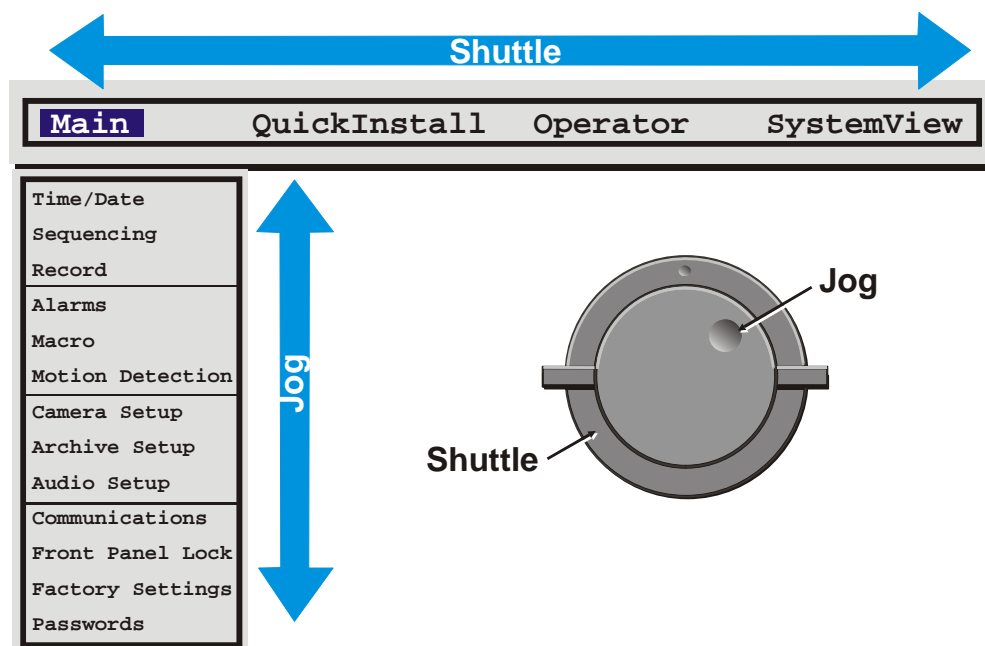 Shuttle
Main QuickInstall Operator SystemView
Time/Date
Sequencing
Record
Alarms
Macro
Motion Detection
Camera Setup
Archive Setup
Audio Setup
Communications
Front Panel Lock
Factory Settings
Passwords
Jog
Jog
Shuttle